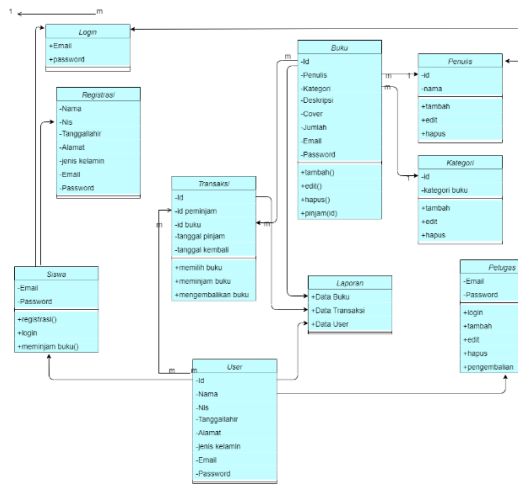 1
m
Login
+Email
+password
Registrasi
-Nama
-Nis
-Tanggallahir
+Alamat
-jenis kelamin
-Email
-Password
Buku
-Id
-Penulis
-Kategori
-Deskripsi
-Cover
-Jumlah
-Email
-Password
+tambah()
+edit()
+hapus()
+pinjam(id)
m
m
m
Penulis
1
-id
-nama
+tambah
+edit
+hapus
Kategori
1
-id
-kategori buku
+tambah
+edit
+hapus
Transaksi
-Id
-id peminjam
-id buku
-tanggal pinjam
-tanggal kembali
+memilih buku
+meminjam buku
+mengembalikan buku
m
m
Siswa
-Email
-Password
+registrasi()
+login
+meminjam buku()
Laporan
+Data Buku
+Data Transaksi
+Data User
Petugas
-Email
-Password
+login
+tambah
+edit
+hapus
+pengembalian
m
m
User
-Id
-Nama
-Nis
-Tanggallahir
-Alamat
-jenis kelamin
-Email
-Password